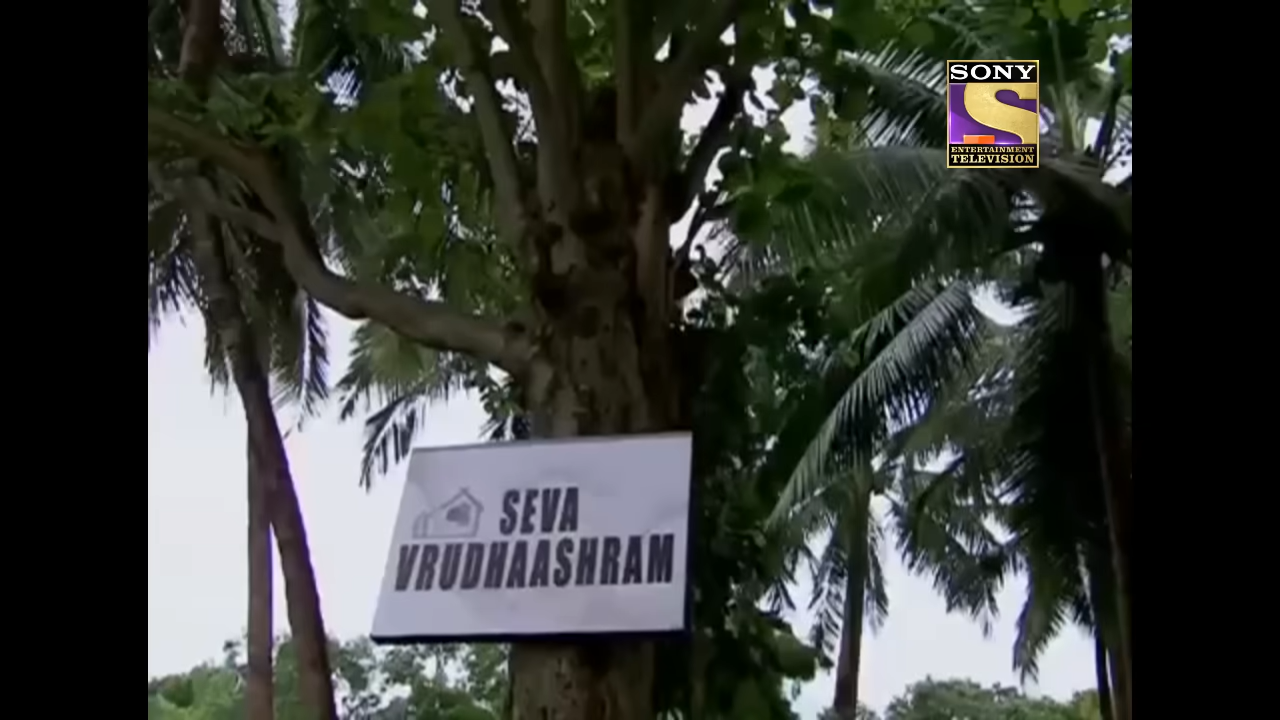 SONY
ENTERTAINMENT
TELEVISION
SEVA
VRUDHAASHRAM